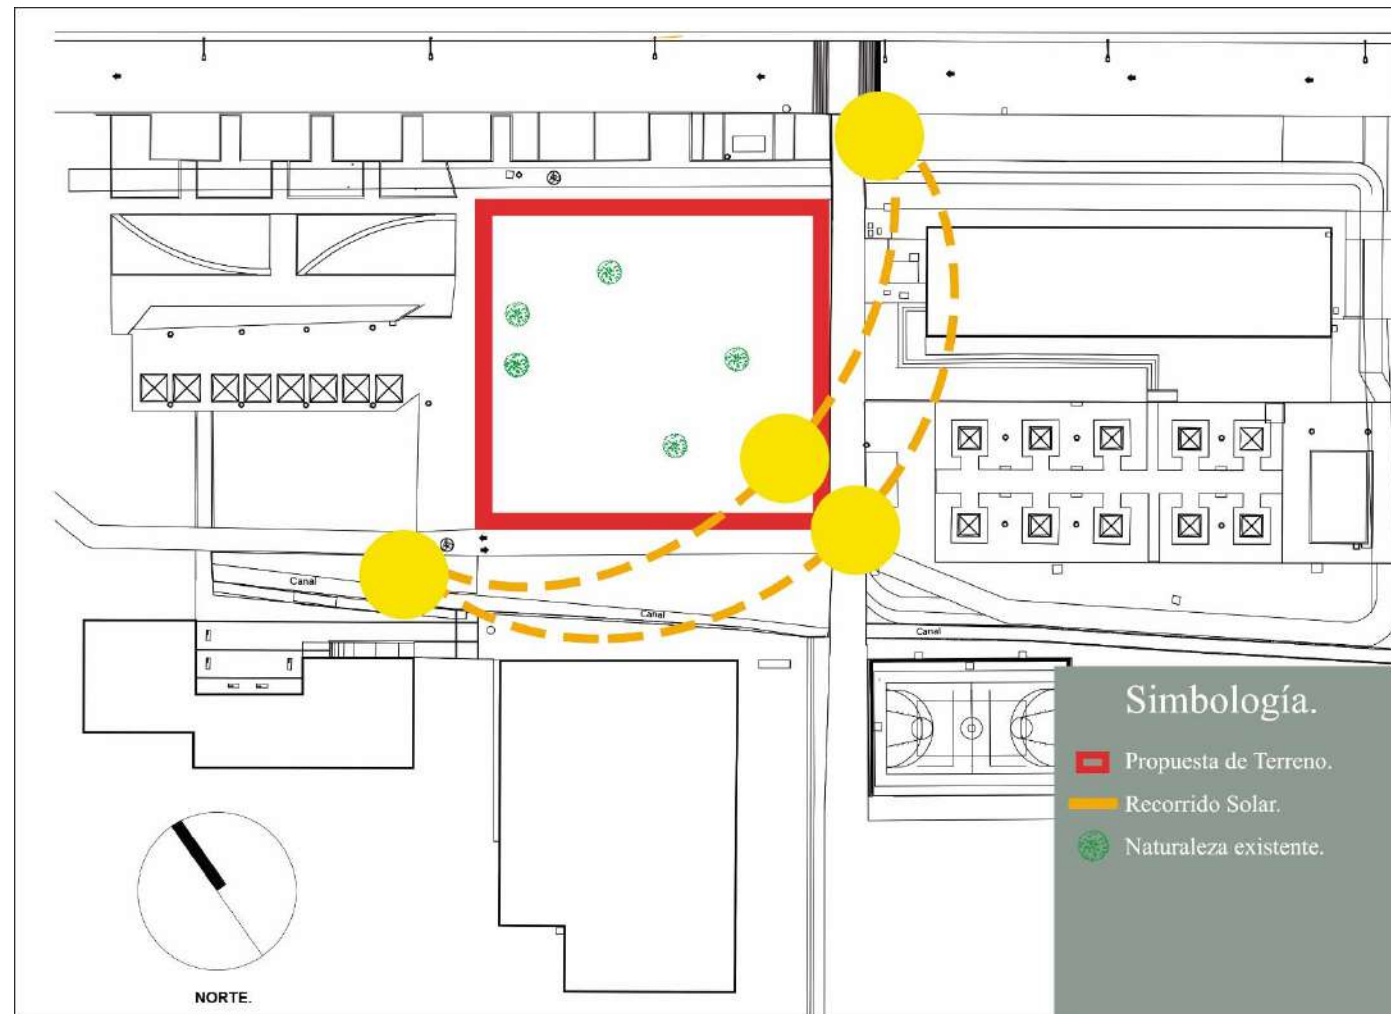 Canal
Canal
Canal
Simbología.
Propuesta de Terreno.
Recorrido Solar.
Naturaleza existente.
NORTE.